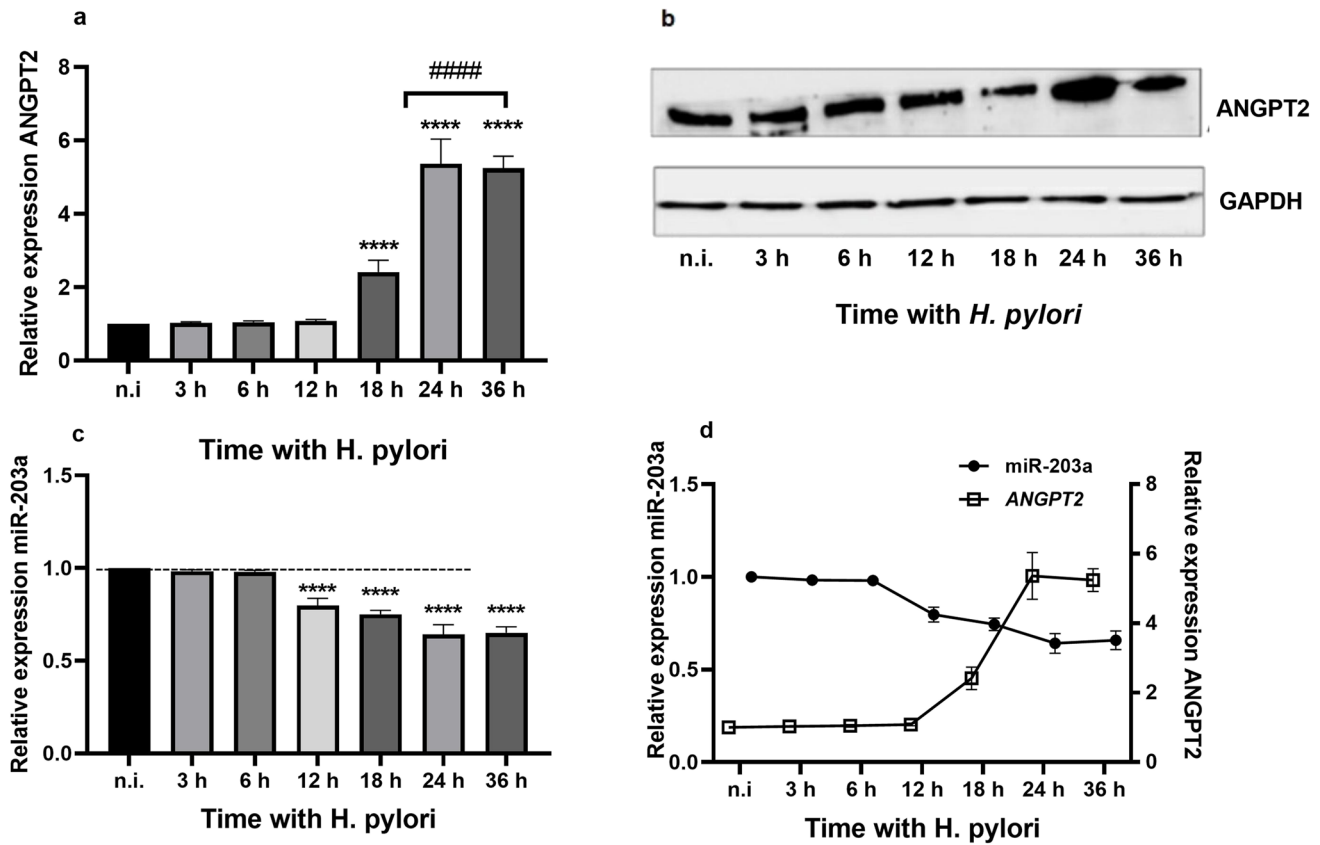 a
Relative expression ANGPT2
8
6
4
2
0
####
**** **** ****
n.i 3 h 6 h 12 h 18 h 24 h 36 h
Time with H. pylori
b
ANGPT2
GAPDH
n.i. 3 h 6 h 12 h 18 h 24 h 36 h
Time with H. pylori
c
Relative expression miR-203a
1.5
1.0
0.5
0.0
**** **** **** ****
n.i. 3 h 6 h 12 h 18 h 24 h 36 h
Time with H. pylori
d
miR-203a
ANGPT2
Relative expression miR-203a
1.5
1.0
0.5
0.0
Relative expression ANGPT2
8
6
4
2
0
n.i 3 h 6 h 12 h 18 h 24 h 36 h
Time with H. pylori